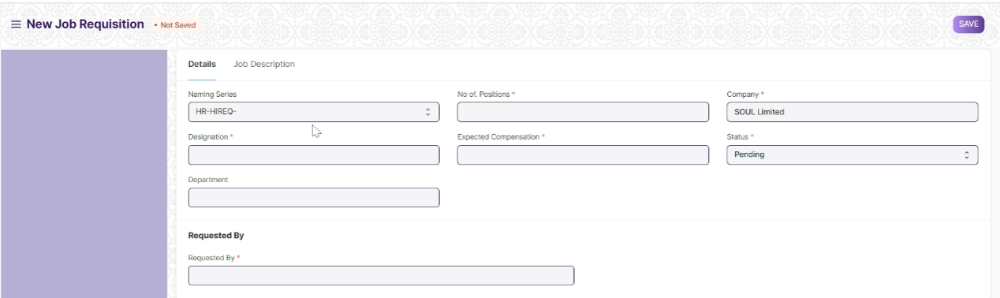 New Job Requisition • Not Saved SAVE
Details Job Description
Naming Series No of. Positions * Company *
HR-HIREQ- SOUL Limited
Designation * Expected Compensation * Status *
Pending
Department
Requested By
Requested By *